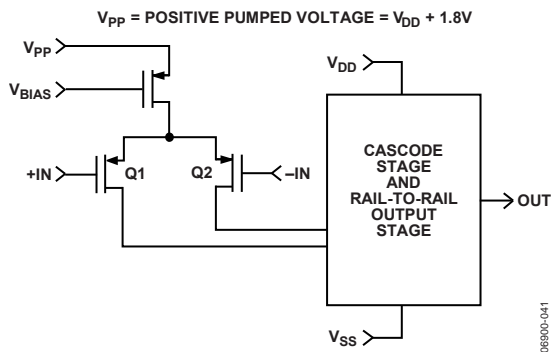 VPP = POSITIVE PUMPED VOLTAGE = VDD + 1.8V
VPP
VDD
VBIAS
CASCODE
STAGE
AND
RAIL-TO-RAIL
OUTPUT
STAGE
+IN
Q1
Q2
–IN
OUT
VSS
06900-041